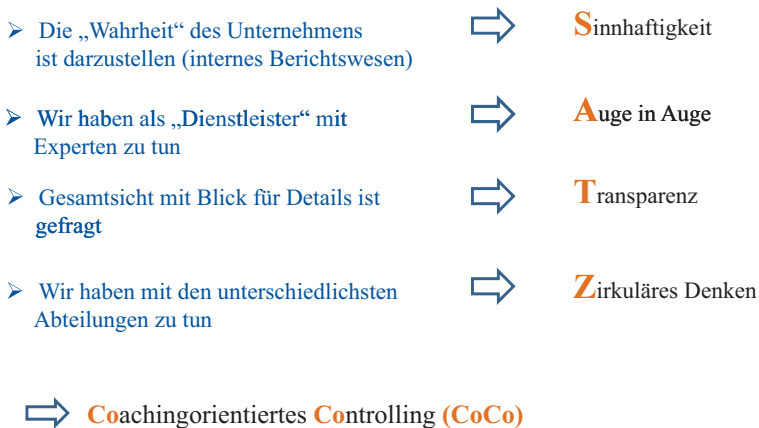 ➢ Die „Wahrheit“ des Unternehmens
ist darzustellen (internes Berichtswesen)
Sinnhaftigkeit
➢ Wir haben als „Dienstleister“ mit
Experten zu tun
Auge in Auge
➢ Gesamtsicht mit Blick für Details ist
gefragt
Transparenz
➢ Wir haben mit den unterschiedlichsten
Abteilungen zu tun
Zirkuläres Denken
Coachingorientiertes Controlling (CoCo)